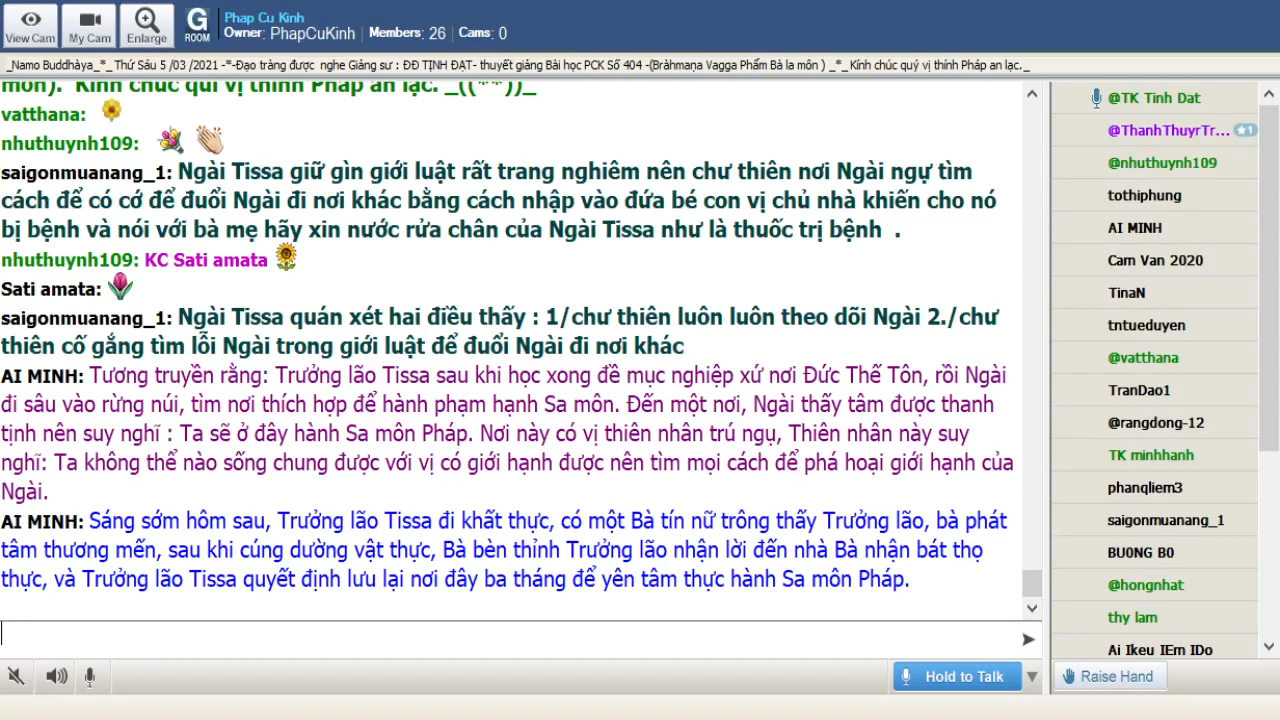 View Cam
My Cam
Enlarge
G
ROOM
Phap Cu Kinh
Owner: PhapCuKinh | Members: 26 | Cams: 0
_Namo Buddhàya_*_ Thứ Sáu 5 /03 /2021 -*-Đạo tràng được nghe Giảng sư : ĐĐ TỊNH ĐẠT- thuyết giảng Bài học PCK Số 404 -(Bràhmaṇa Vagga Phẩm Bà la môn ) _*_ Kính chúc quý vị thính Pháp an lạc._
môn). Kính chúc quí vị thính Pháp an lạc. _((**))_
vatthana:
nhuthuynh109:
saigonmuanang_1: Ngài Tissa giữ gìn giới luật rất trang nghiêm nên chư thiên nơi Ngài ngự tìm
cách để có cớ để đuổi Ngài đi nơi khác bằng cách nhập vào đứa bé con vị chủ nhà khiến cho nó
bị bệnh và nói với bà mẹ hãy xin nước rửa chân của Ngài Tissa như là thuốc trị bệnh .
nhuthuynh109: KC Sati amata
Sati amata:
saigonmuanang_1: Ngài Tissa quán xét hai điều thấy : 1/chư thiên luôn luôn theo dõi Ngài 2./chư
thiên cố gắng tìm lỗi Ngài trong giới luật để đuổi Ngài đi nơi khác
AI MINH: Tương truyền rằng: Trưởng lão Tissa sau khi học xong đề mục nghiệp xứ nơi Đức Thế Tôn, rồi Ngài
đi sâu vào rừng núi, tìm nơi thích hợp để hành phạm hạnh Sa môn. Đến một nơi, Ngài thấy tâm được thanh
tịnh nên suy nghĩ : Ta sẽ ở đây hành Sa môn Pháp. Nơi này có vị thiên nhân trú ngụ, Thiên nhân này suy
nghĩ: Ta không thể nào sống chung được với vị có giới hạnh được nên tìm mọi cách để phá hoại giới hạnh của
Ngài.
AI MINH: Sáng sớm hôm sau, Trưởng lão Tissa đi khất thực, có một Bà tín nữ trông thấy Trưởng lão, bà phát
tâm thương mến, sau khi cúng dường vật thực, Bà bèn thỉnh Trưởng lão nhận lời đến nhà Bà nhận bát thọ
thực, và Trưởng lão Tissa quyết định lưu lại nơi đây ba tháng để yên tâm thực hành Sa môn Pháp.
Hold to Talk
@TK Tinh Dat
@ThanhThuyrTr... ★1
@nhuthuynh109
tothiphung
AI MINH
Cam Van 2020
TinaN
tntueduyen
@vatthana
TranDao1
@rangdong-12
TK minhhanh
phanqliem3
saigonmuanang_1
BU0NG B0
@hongnhat
thy lam
Ai Ikeu IEm IDo
Raise Hand